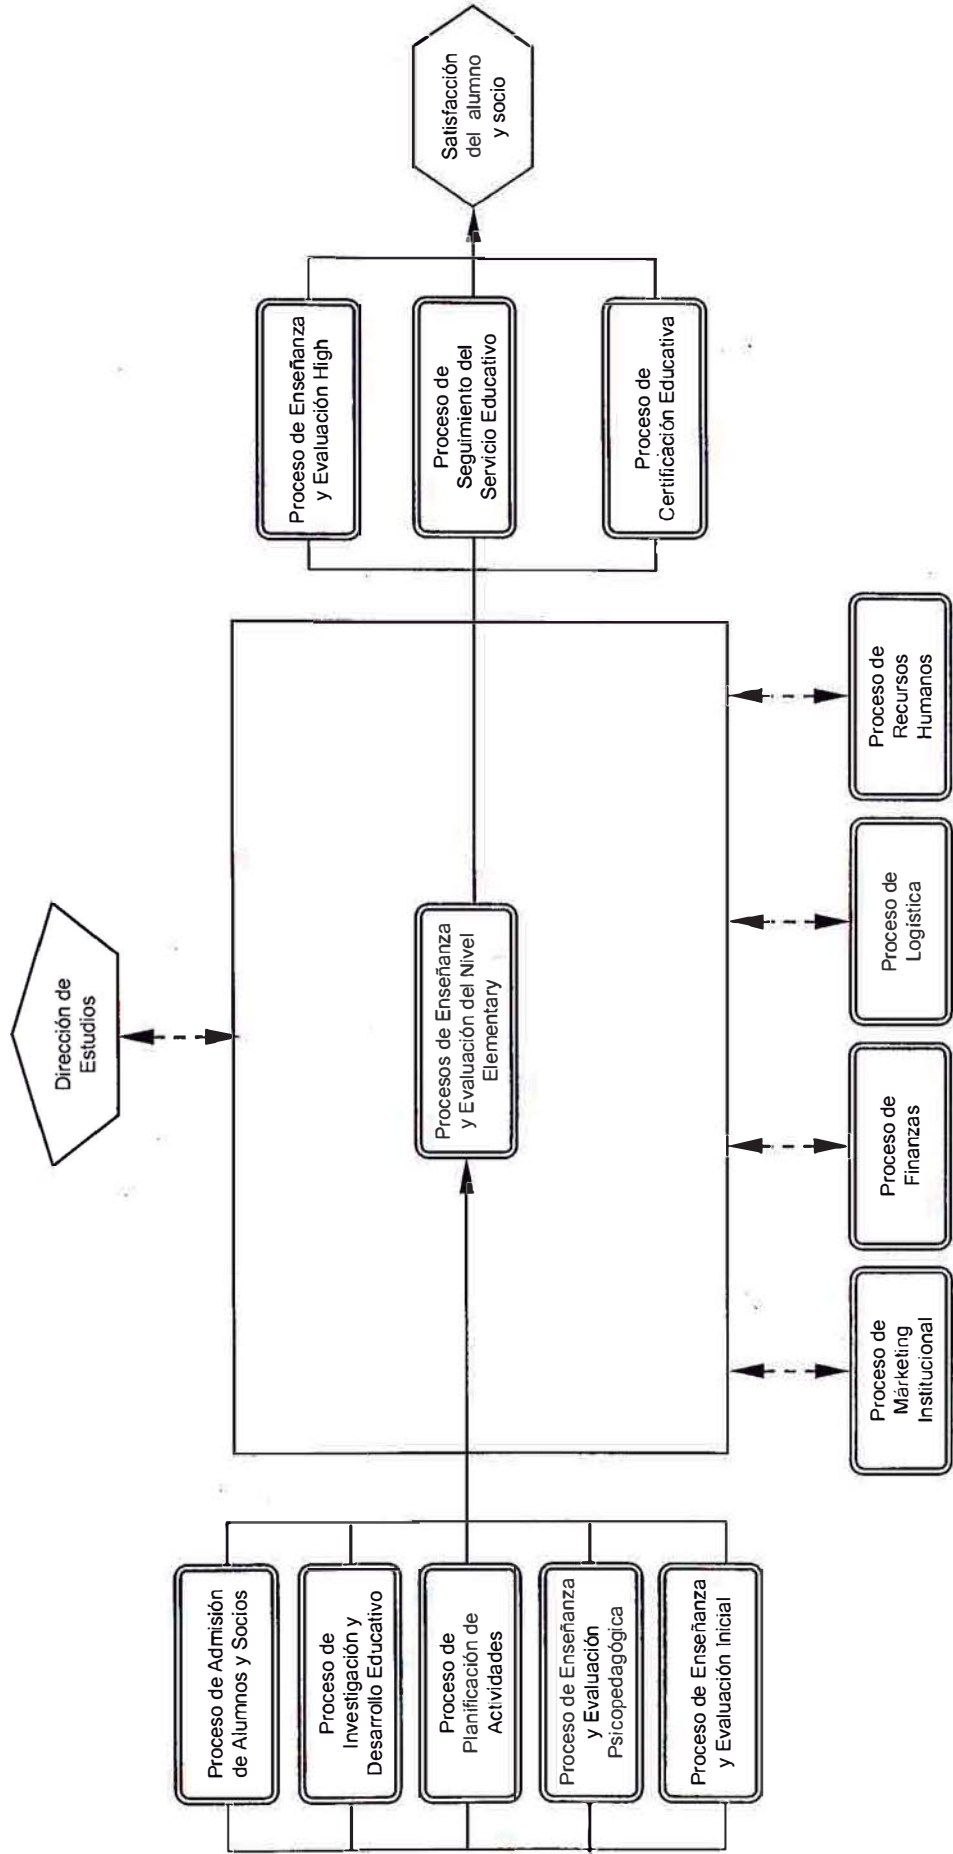 Dirección de
Estudios
Proceso de Admisión
de Alumnos y Socios
Proceso de
Investigación y
Desarrollo Educativo
Proceso de
Planificación de
Actividades
Proceso de Enseñanza
y Evaluación
Psicopedagógica
Proceso de Enseñanza
y Evaluación Inicial
Procesos de Enseñanza
y Evaluación del Nivel
Elementary
Proceso de Enseñanza
y Evaluación High
Proceso de
Seguimiento del
Servicio Educativo
Proceso de
Certificación Educativa
Satisfacción
del alumno
y socio
Proceso de
Márketing
Institucional
Proceso de
Finanzas
Proceso de
Logística
Proceso de
Recursos
Humanos